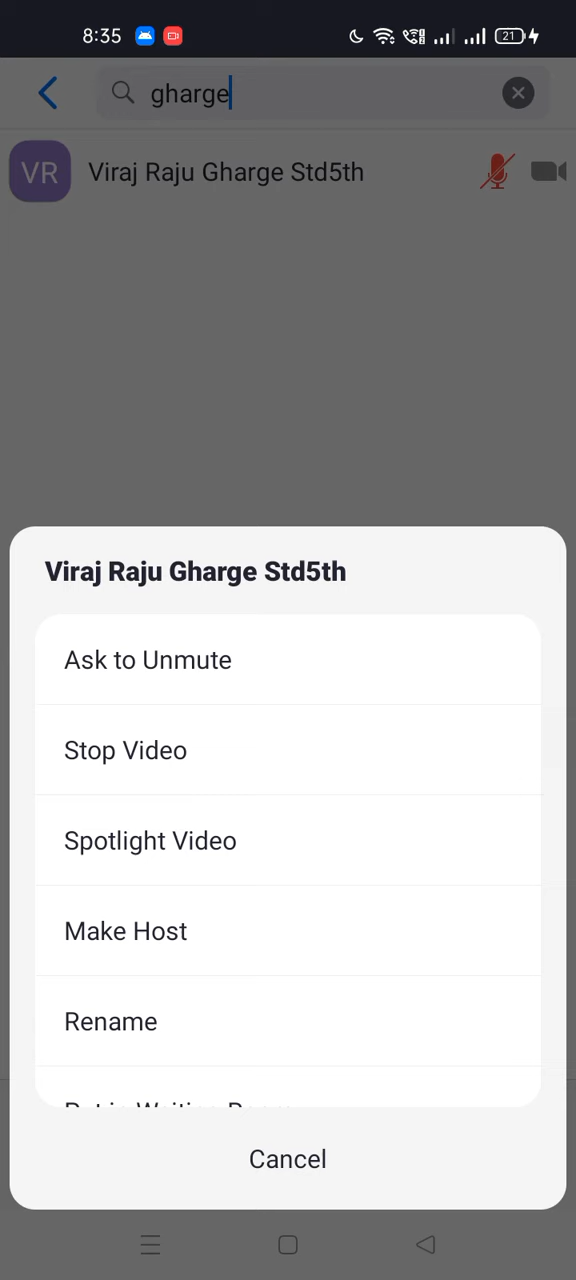 8:35
21
gharge
VR
Viraj Raju Gharge Std5th
Viraj Raju Gharge Std5th
Ask to Unmute
Stop Video
Spotlight Video
Make Host
Rename
Cancel